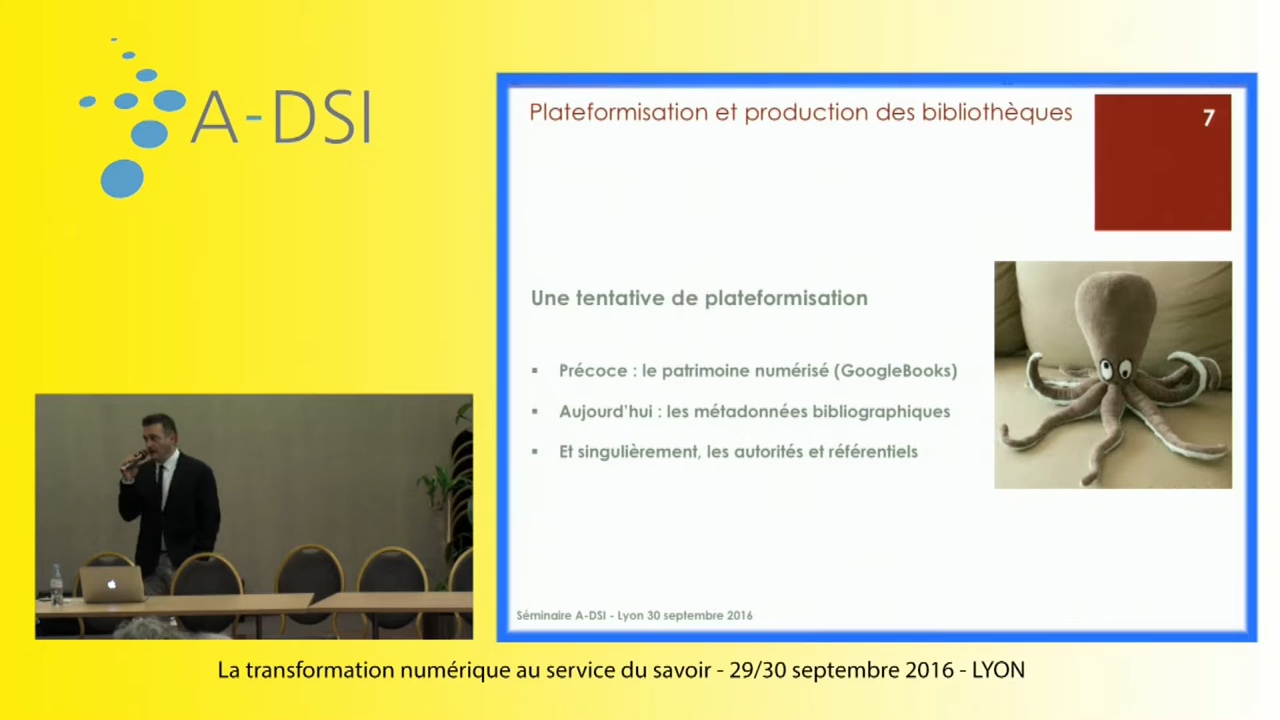 A-DSI
Plateformisation et production des bibliothèques
7
Une tentative de plateformisation
▪ Précoce : le patrimoine numérisé (GoogleBooks)
▪ Aujourd'hui : les métadonnées bibliographiques
▪ Et singulièrement, les autorités et référentiels
Séminaire A-DSI - Lyon 30 septembre 2016
La transformation numérique au service du savoir - 29/30 septembre 2016 - LYON